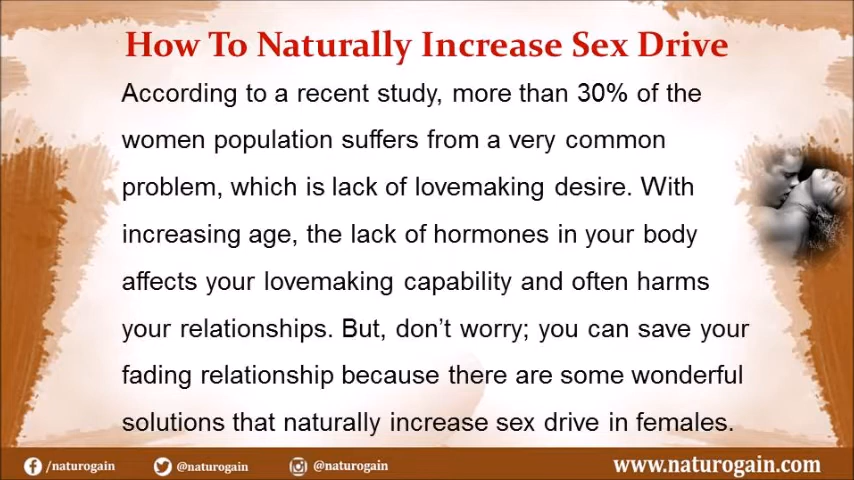 How To Naturally Increase Sex Drive
According to a recent study, more than 30% of the
women population suffers from a very common
problem, which is lack of lovemaking desire. With
increasing age, the lack of hormones in your body
affects your lovemaking capability and often harms
your relationships. But, don’t worry; you can save your
fading relationship because there are some wonderful
solutions that naturally increase sex drive in females.
/naturogain @naturogain @naturogain www.naturogain.com